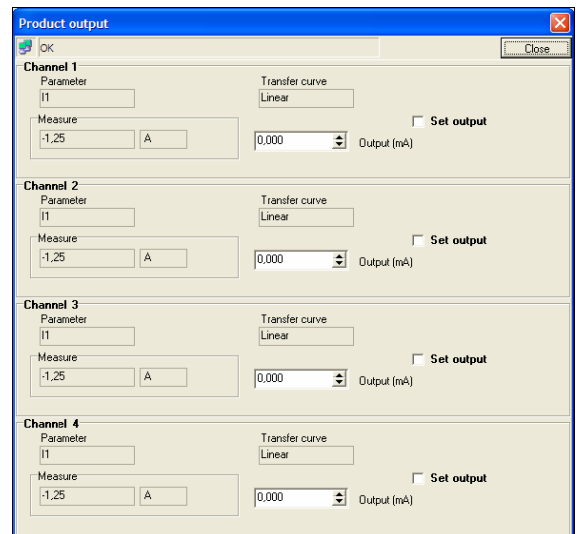 Product output
OK Close
Channel 1
Parameter Transfer curve
I1 Linear
Set output
Measure
-1,25 A 0,000 Output (mA)
Channel 2
Parameter Transfer curve
I1 Linear
Set output
Measure
-1,25 A 0,000 Output (mA)
Channel 3
Parameter Transfer curve
I1 Linear
Set output
Measure
-1,25 A 0,000 Output (mA)
Channel 4
Parameter Transfer curve
I1 Linear
Set output
Measure
-1,25 A 0,000 Output (mA)